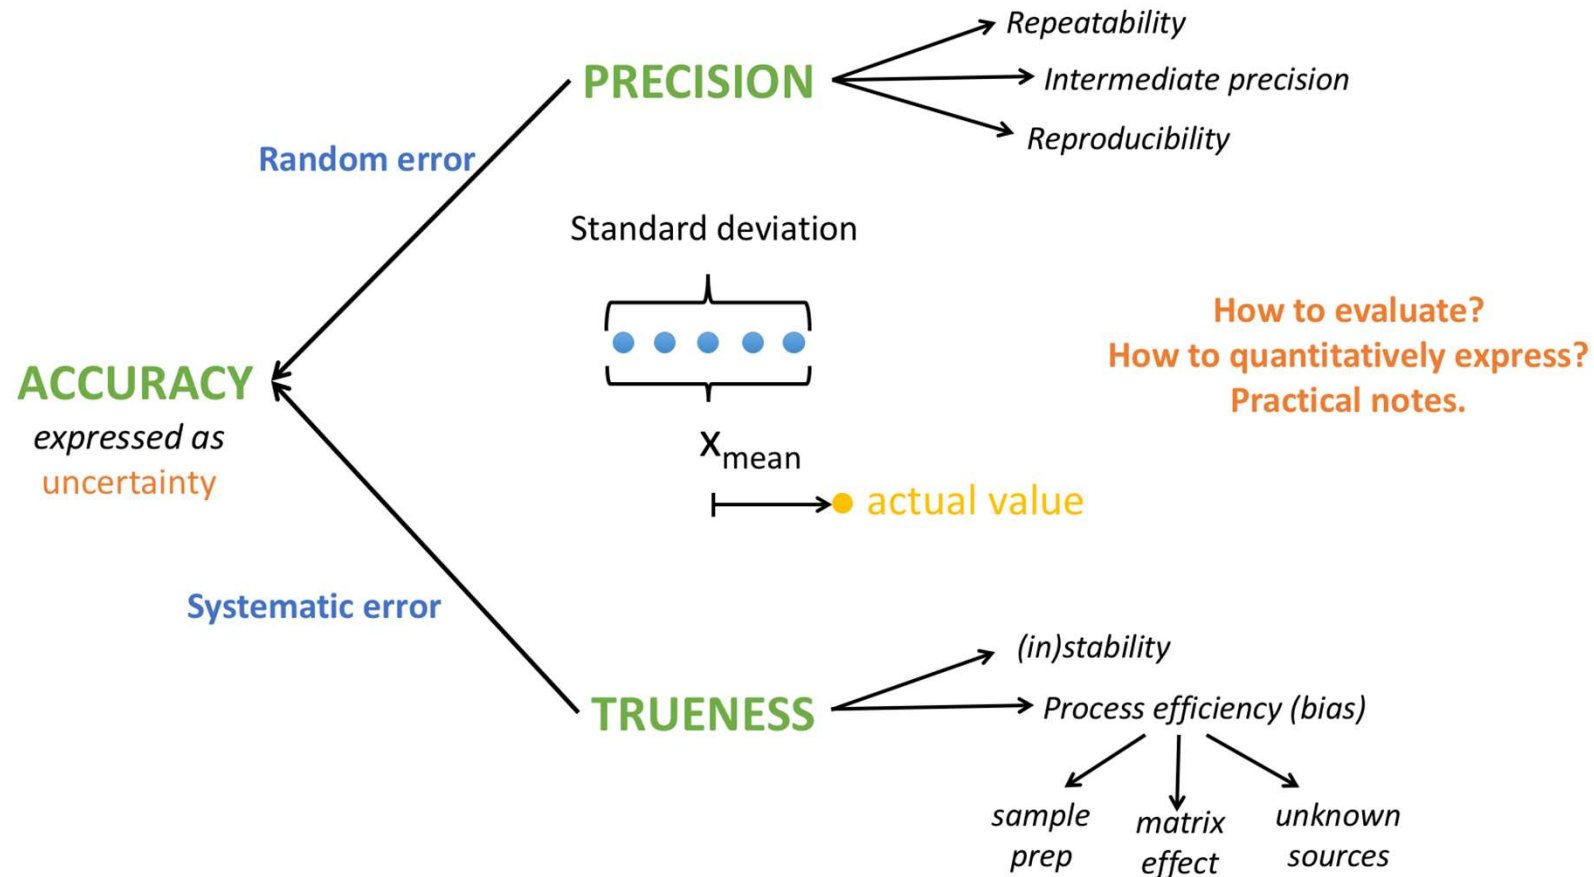 PRECISION
Repeatability
Intermediate precision
Reproducibility
Random error
Standard deviation
How to evaluate?
How to quantitatively express?
Practical notes.
ACCURACY
expressed as
uncertainty
xmean
actual value
Systematic error
TRUENESS
(in)stability
Process efficiency (bias)
sample
prep
matrix
effect
unknown
sources